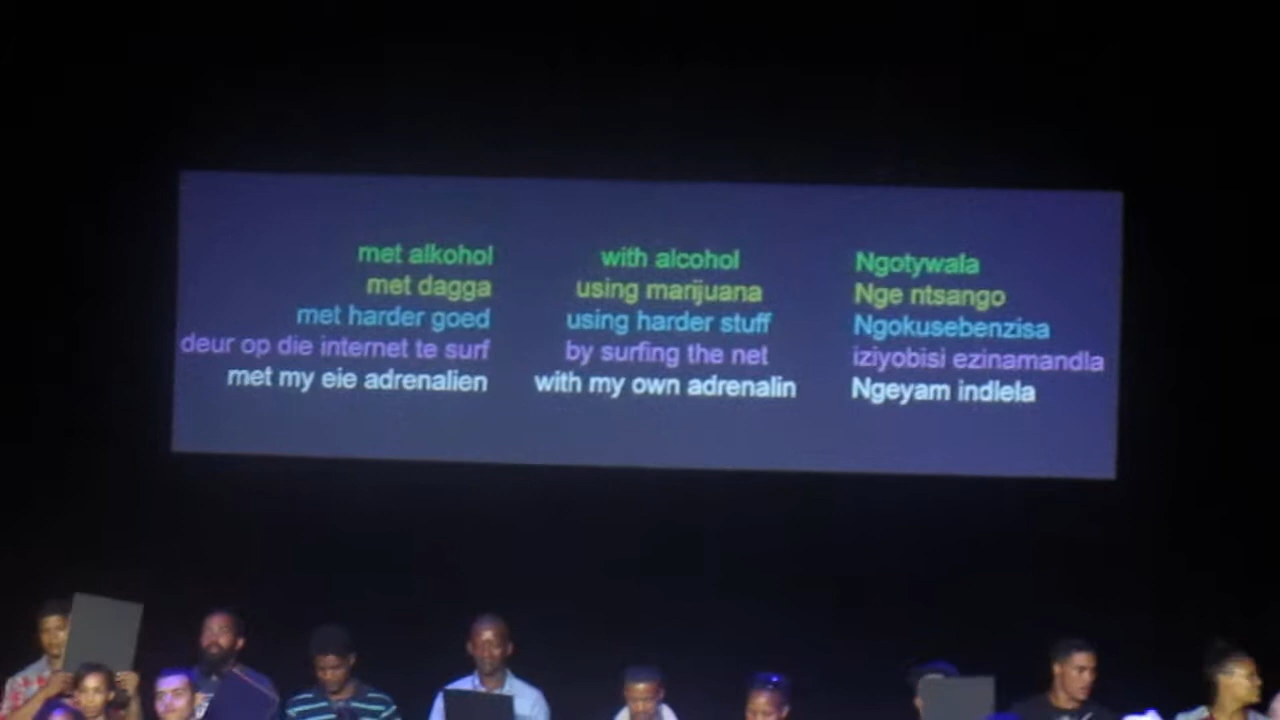 met alkohol
met dagga
met harder goed
deur op die internet te surf
met my eie adrenalien
with alcohol
using marijuana
using harder stuff
by surfing the net
with my own adrenalin
Ngotywala
Nge ntsango
Ngokusebenzisa
iziyobisi ezinamandla
Ngeyam indlela